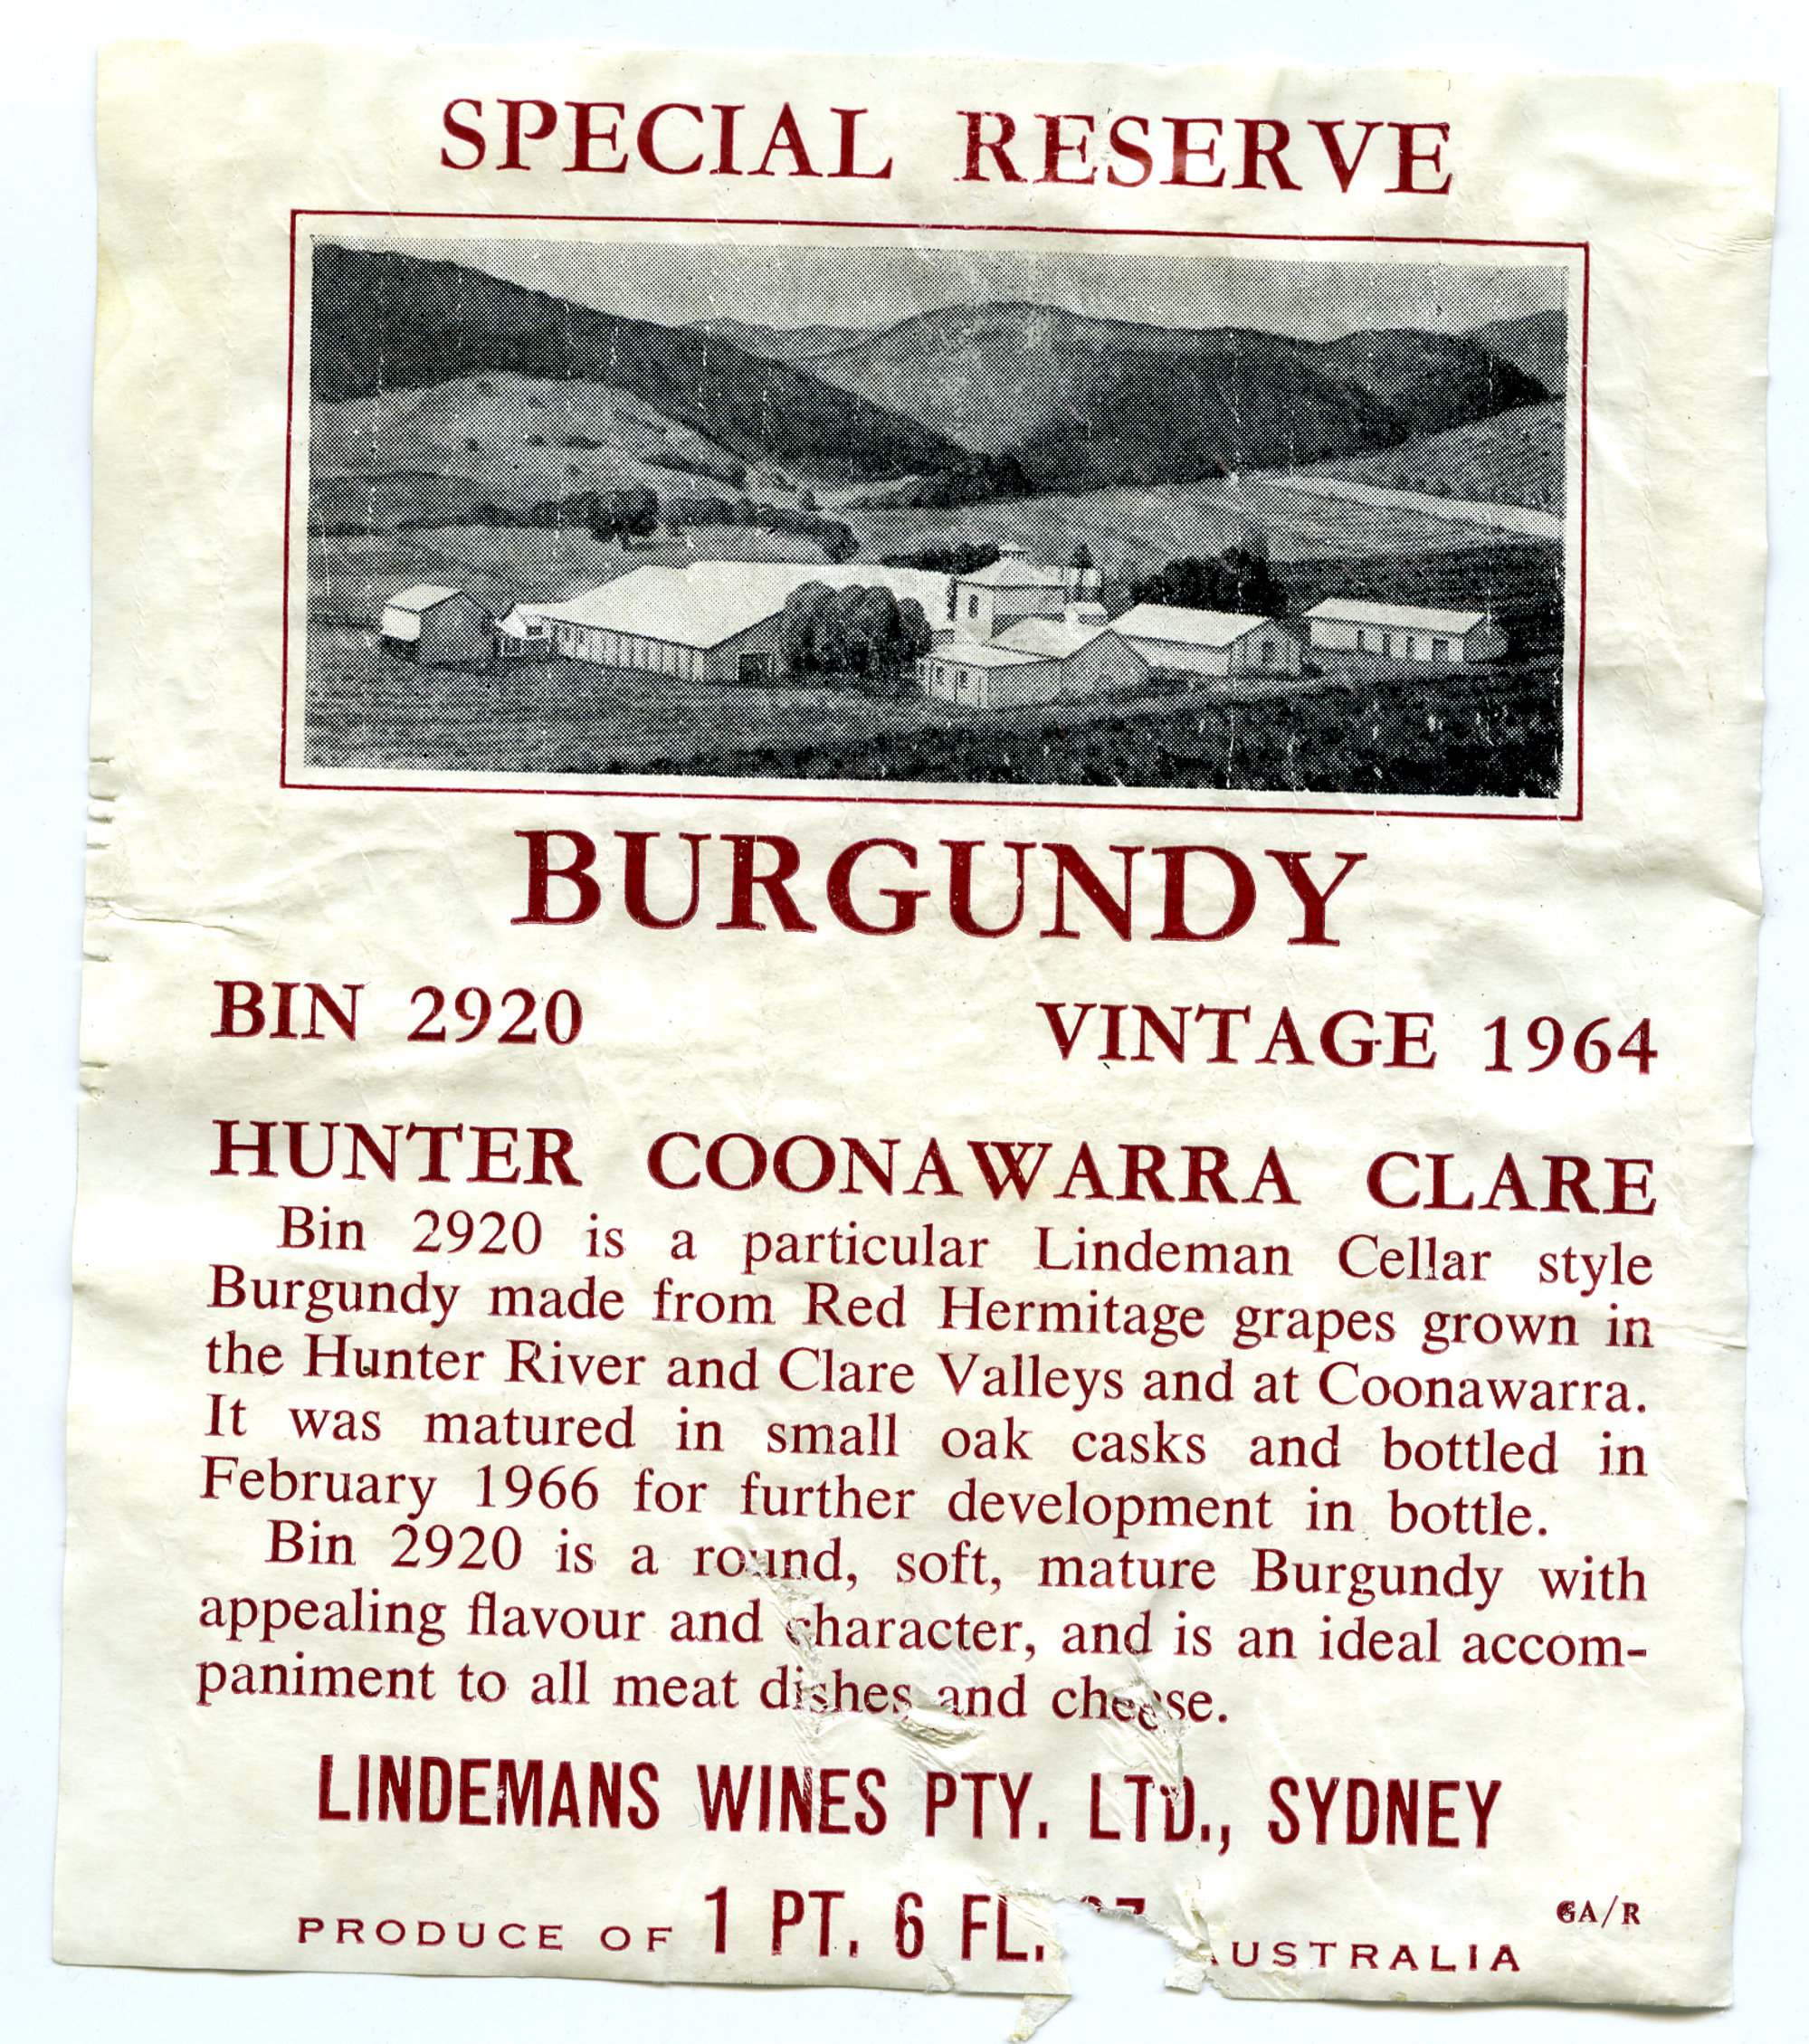 SPECIAL RESERVE
BURGUNDY
BIN 2920 VINTAGE 1964
HUNTER COONAWARRA CLARE
Bin 2920 is a particular Lindeman Cellar style
Burgundy made from Red Hermitage grapes grown in
the Hunter River and Clare Valleys and at Coonawarra.
It was matured in small oak casks and bottled in
February 1966 for further development in bottle.
Bin 2920 is a round, soft, mature Burgundy with
appealing flavour and character, and is an ideal accom-
paniment to all meat dishes and cheese.
LINDEMANS WINES PTY. LTD., SYDNEY
PRODUCE OF 1 PT. 6 FL. AUSTRALIA
GA/R